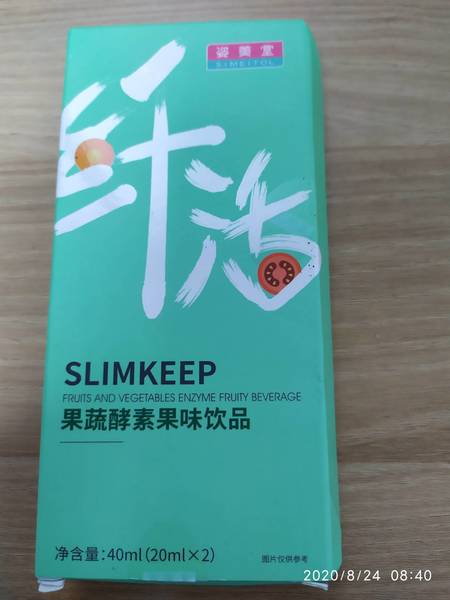 姿美堂
SIMEITOL
纤活
SLIMKEEP
FRUITS AND VEGETABLES ENZYME FRUITY BEVERAGE
果蔬酵素果味饮品
净含量:40ml(20ml×2)
图片仅供参考
2020/8/24 08:40